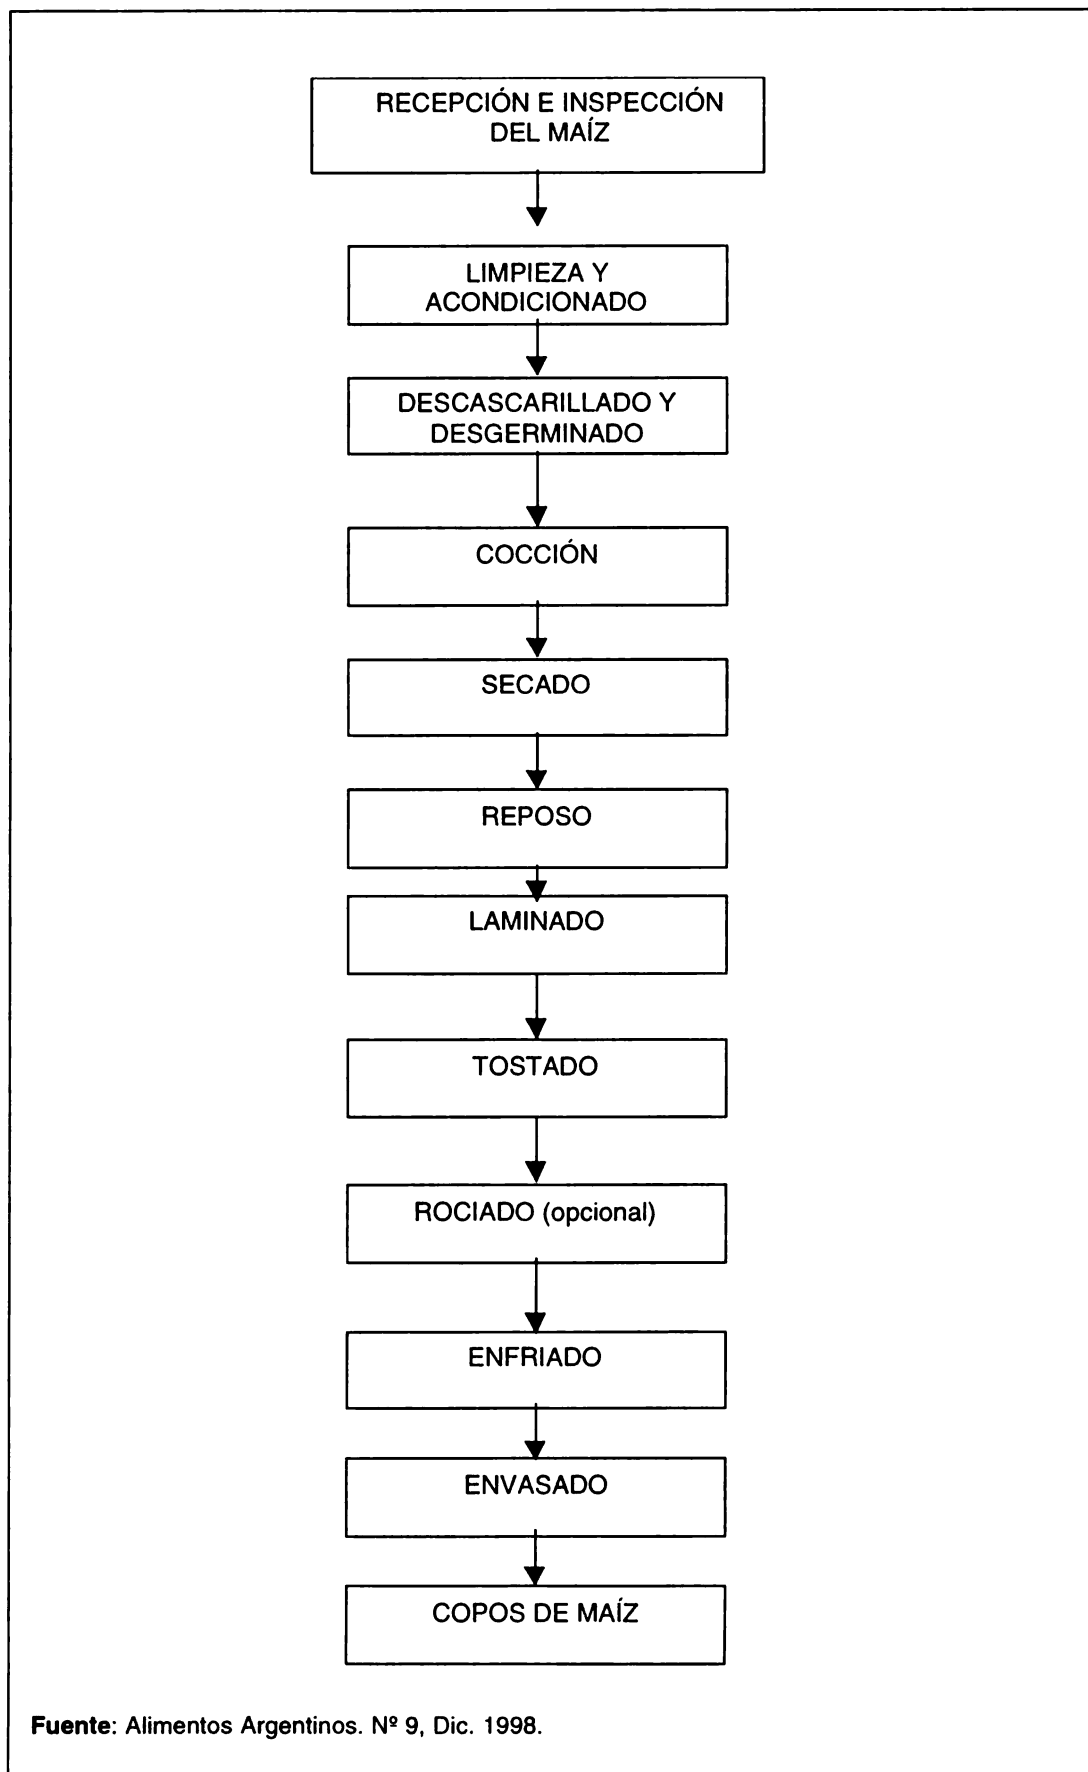 RECEPCIÓN E INSPECCIÓN
DEL MAÍZ
LIMPIEZA Y
ACONDICIONADO
DESCASCARILLADO Y
DESGERMINADO
COCCIÓN
SECADO
REPOSO
LAMINADO
TOSTADO
ROCIADO (opcional)
ENFRIADO
ENVASADO
COPOS DE MAÍZ
Fuente: Alimentos Argentinos. Nº 9, Dic. 1998.